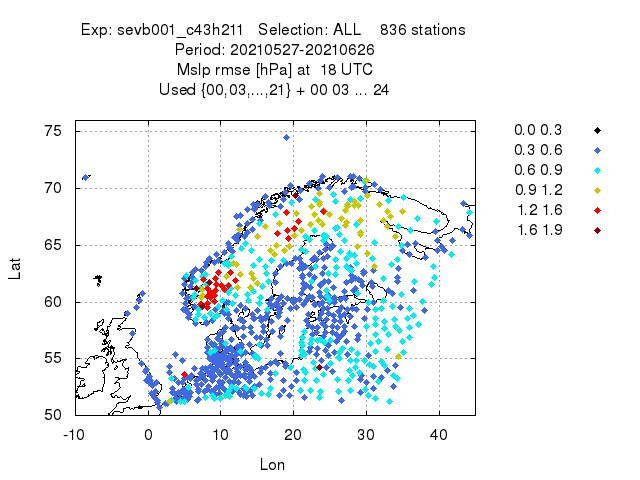 Exp: sevb001_c43h211 Selection: ALL 836 stations
Period: 20210527-20210626
Mslp rmse [hPa] at 18 UTC
Used {00,03,...,21} + 00 03 ... 24
0.0 0.3
0.3 0.6
0.6 0.9
0.9 1.2
1.2 1.6
1.6 1.9
75
70
65
60
55
50
Lat
-10 0 10 20 30 40
Lon